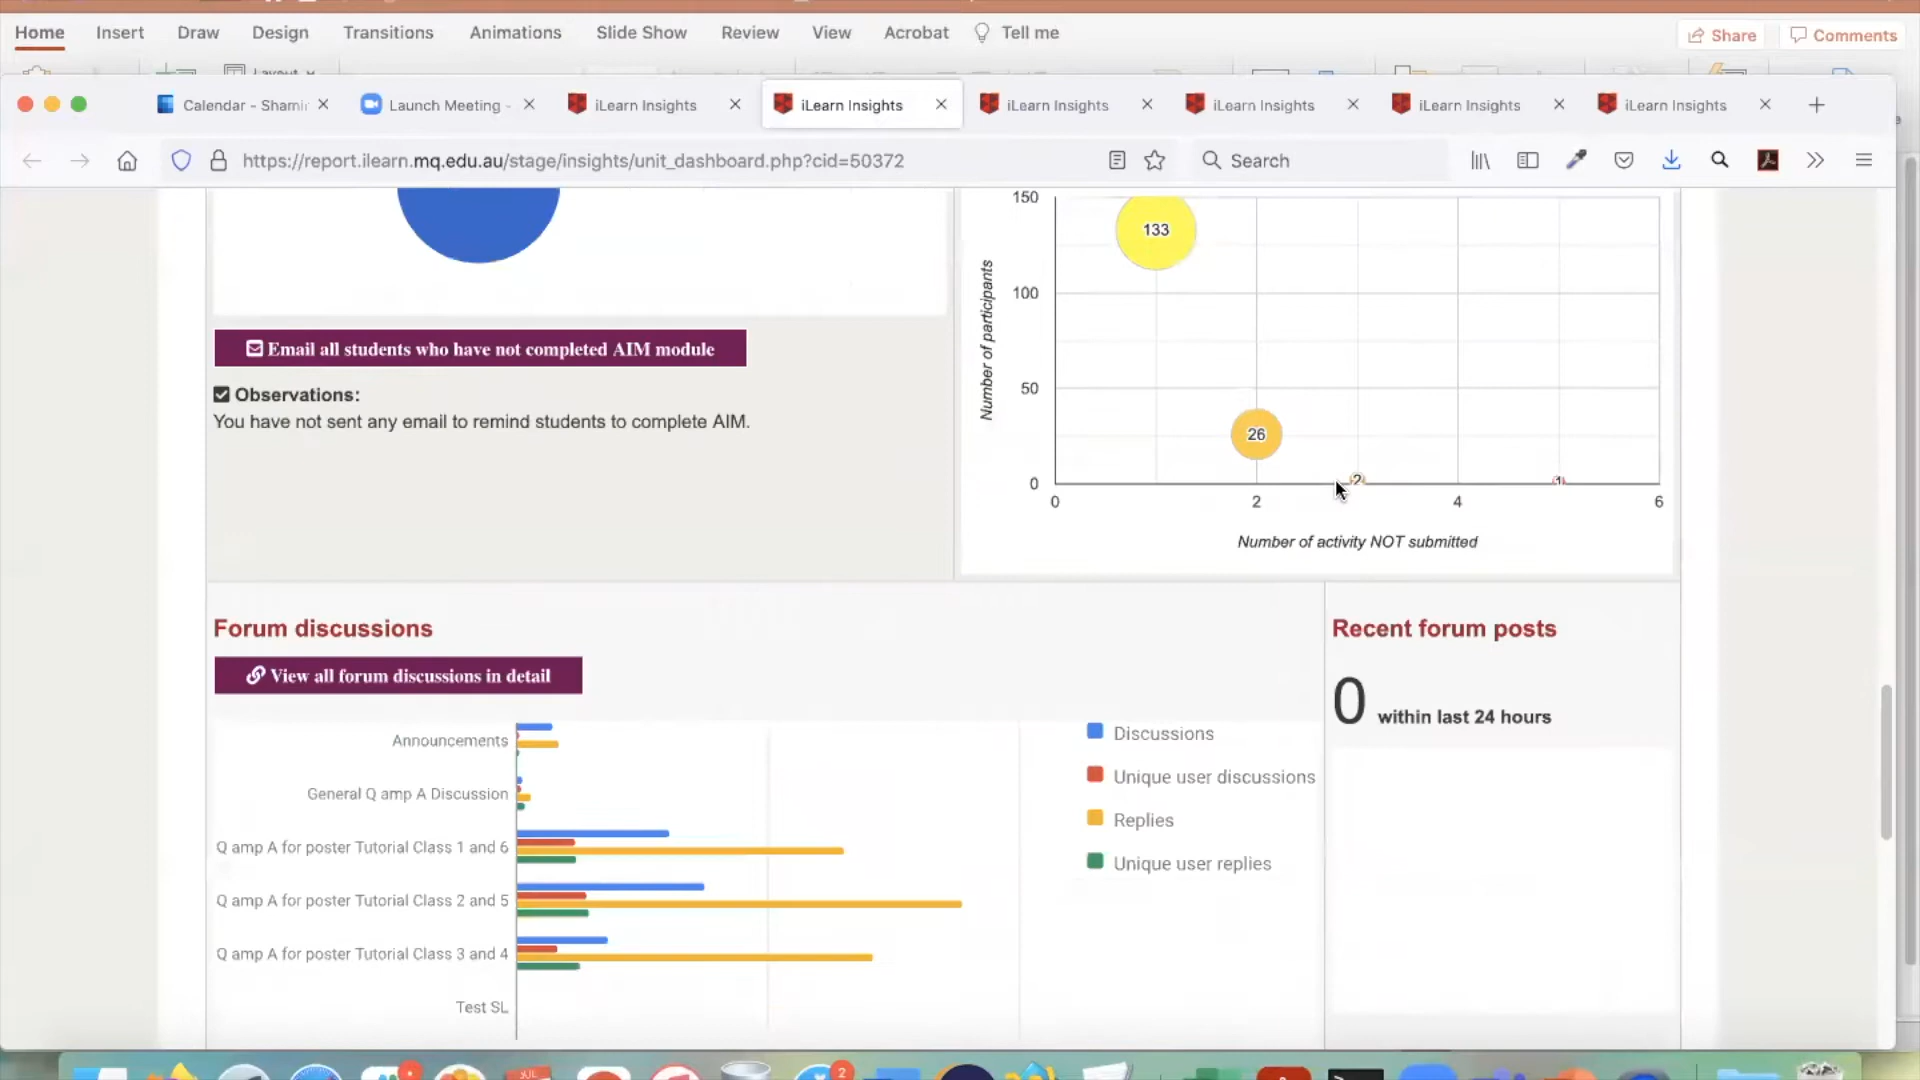 Home Insert Draw Design Transitions Animations Slide Show Review View Acrobat Tell me Share Comments
Calendar - Shami Launch Meeting - iLearn Insights iLearn Insights iLearn Insights iLearn Insights iLearn Insights iLearn Insights
https://report.ilearn.mq.edu.au/stage/insights/unit_dashboard.php?cid=50372 Search
150
133
100
Number of participants
Email all students who have not completed AIM module
50
Observations:
You have not sent any email to remind students to complete AIM.
26
0 2 1
0 2 4 6
Number of activity NOT submitted
Forum discussions
Recent forum posts
View all forum discussions in detail
0 within last 24 hours
Announcements
Discussions
General Q amp A Discussion
Unique user discussions
Replies
Q amp A for poster Tutorial Class 1 and 6
Unique user replies
Q amp A for poster Tutorial Class 2 and 5
Q amp A for poster Tutorial Class 3 and 4
Test SL
JUL 2